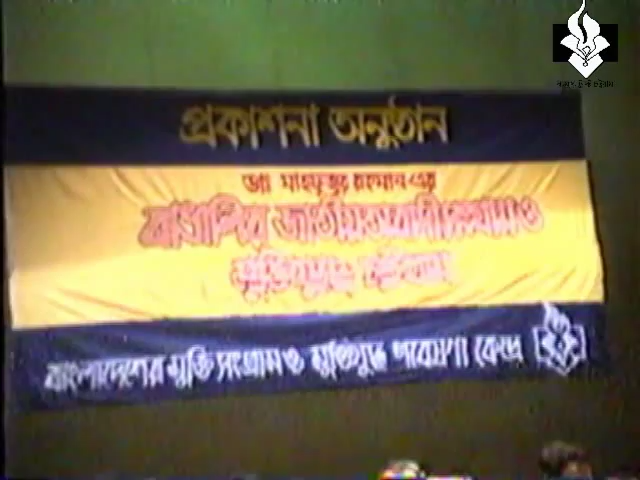 প্রকাশনা অনুষ্ঠান
ডাঃ মাহফুজুর রহমান-এর
বাঙালির জাতীয়তাবাদী সংগ্রাম ও
মুক্তিযুদ্ধে চট্টগ্রাম
বাংলাদেশের মুক্তি সংগ্রাম ও মুক্তিযুদ্ধ গবেষণা কেন্দ্র